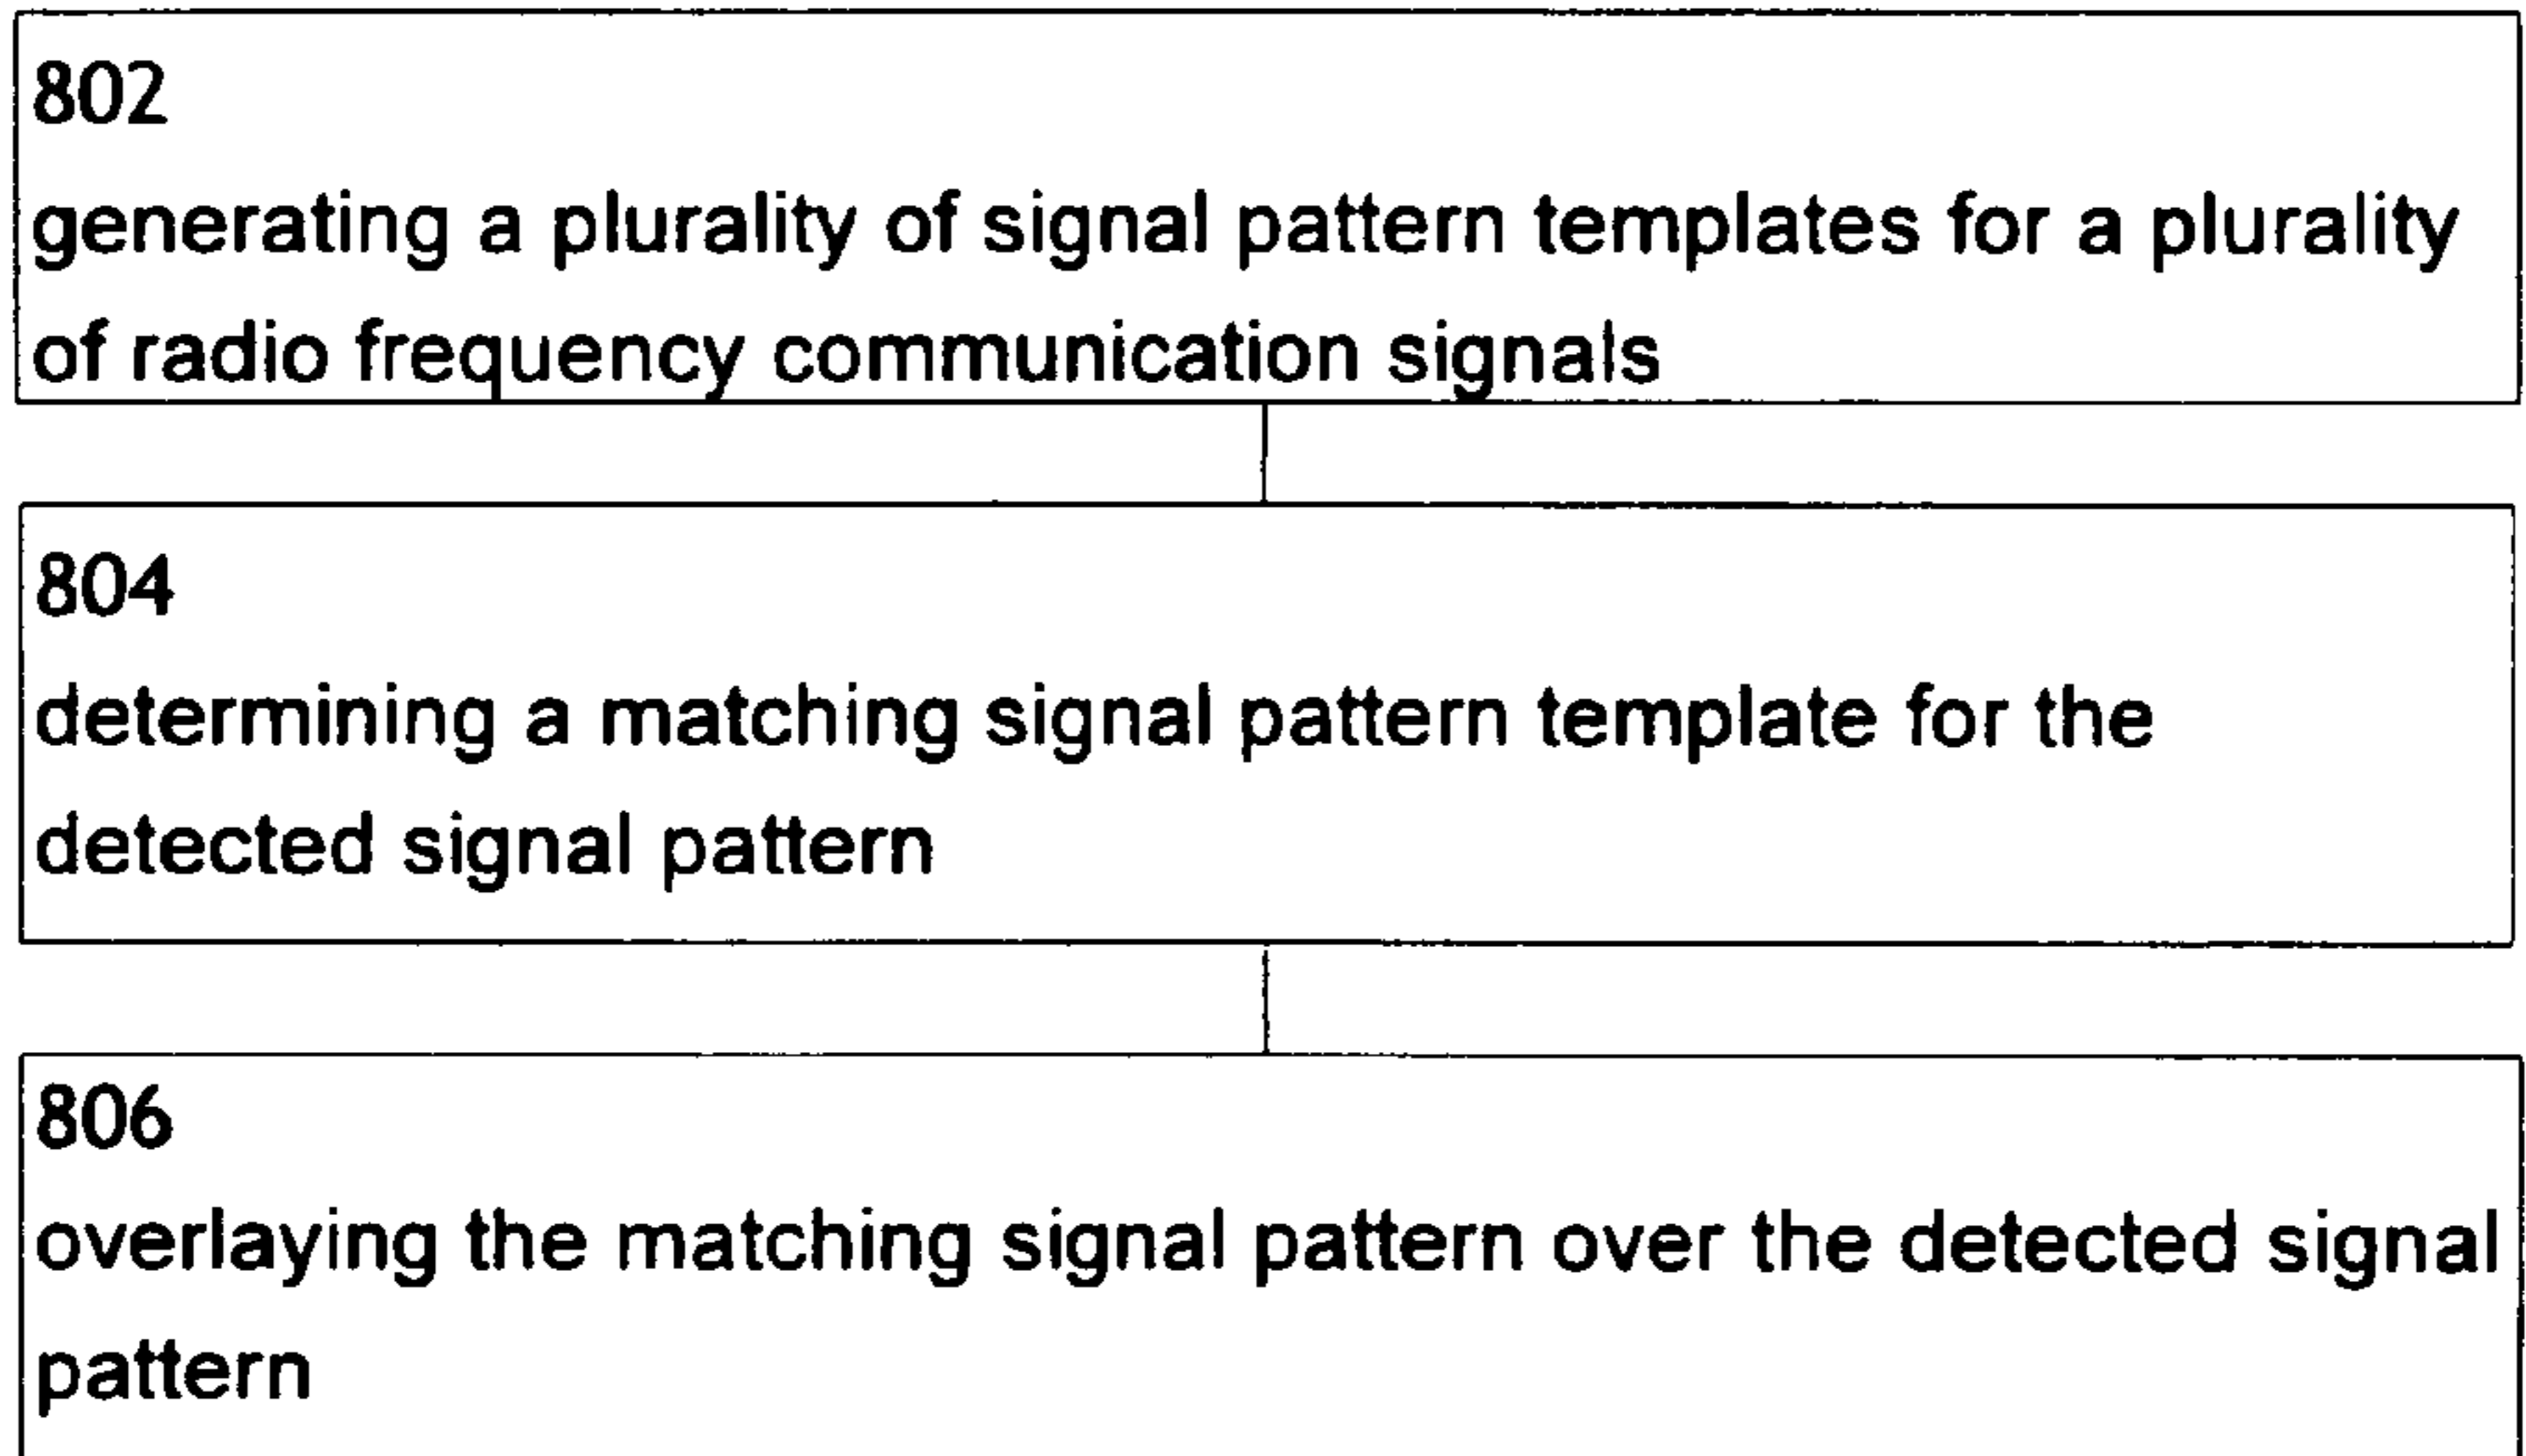 802
generating a plurality of signal pattern templates for a plurality
of radio frequency communication signals
804
determining a matching signal pattern template for the
detected signal pattern
806
overlaying the matching signal pattern over the detected signal
pattern